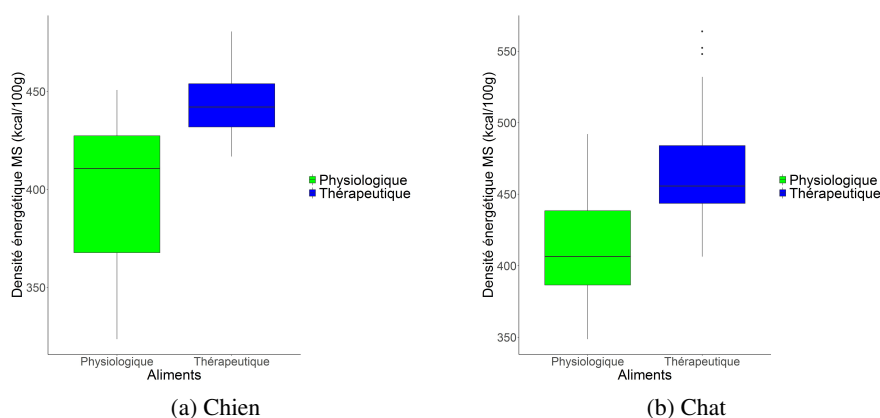 Densité énergétique MS (kcal/100g)
450
400
350
Physiologique
Thérapeutique
Physiologique
Thérapeutique
Aliments
(a) Chien
Densité énergétique MS (kcal/100g)
550
500
450
400
350
Physiologique
Thérapeutique
Physiologique
Thérapeutique
Aliments
(b) Chat